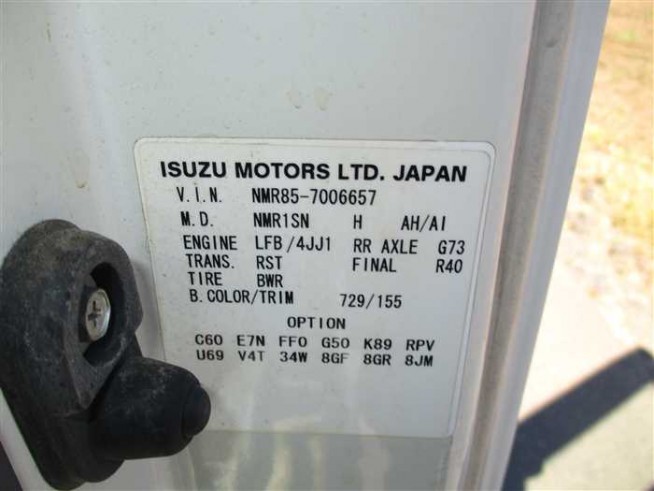 ISUZU MOTORS LTD. JAPAN
V.I.N. NMR85-7006657
M.D. NMR1SN H AH/AI
ENGINE LFB/4JJ1 RR AXLE G73
TRANS. RST FINAL R40
TIRE BWR
B.COLOR/TRIM 729/155
OPTION
C60 E7N FF0 G50 K89 RPV
U69 V4T 34W 8GF 8GR 8JM